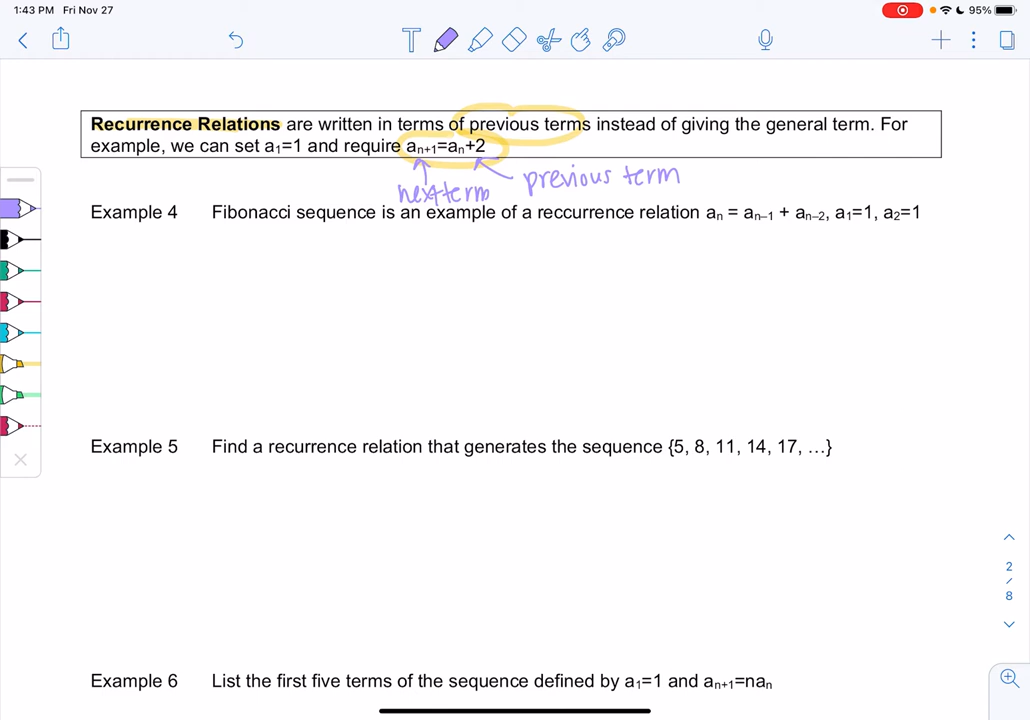 1:43 PM Fri Nov 27
95%
T
Recurrence Relations are written in terms of previous terms instead of giving the general term. For
example, we can set a₁=1 and require aₙ₊₁=aₙ+2
next term
previous term
Example 4 Fibonacci sequence is an example of a reccurrence relation aₙ = aₙ₋₁ + aₙ₋₂, a₁=1, a₂=1
Example 5 Find a recurrence relation that generates the sequence {5, 8, 11, 14, 17, …}
2
/
8
Example 6 List the first five terms of the sequence defined by a₁=1 and aₙ₊₁=naₙ